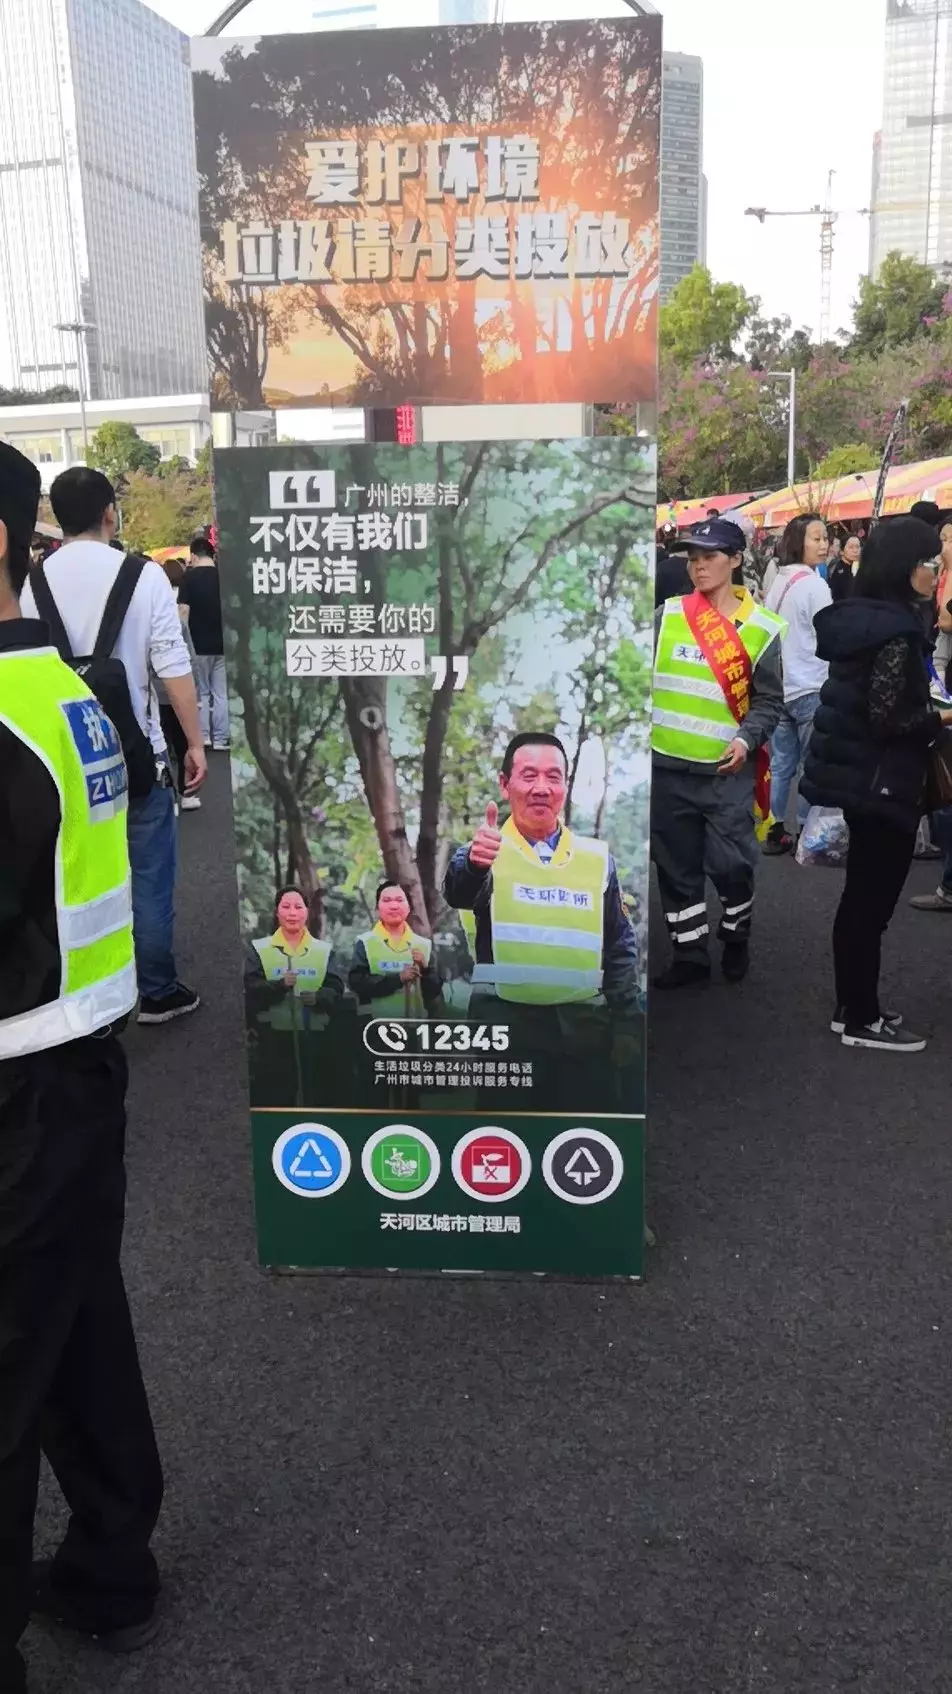 爱护环境
垃圾请分类投放
“广州的整洁，
不仅有我们
的保洁，
还需要你的
分类投放。”
天环四所
12345
生活垃圾分类24小时服务电话
广州市城市管理投诉服务专线
天河区城市管理局
天河城市管